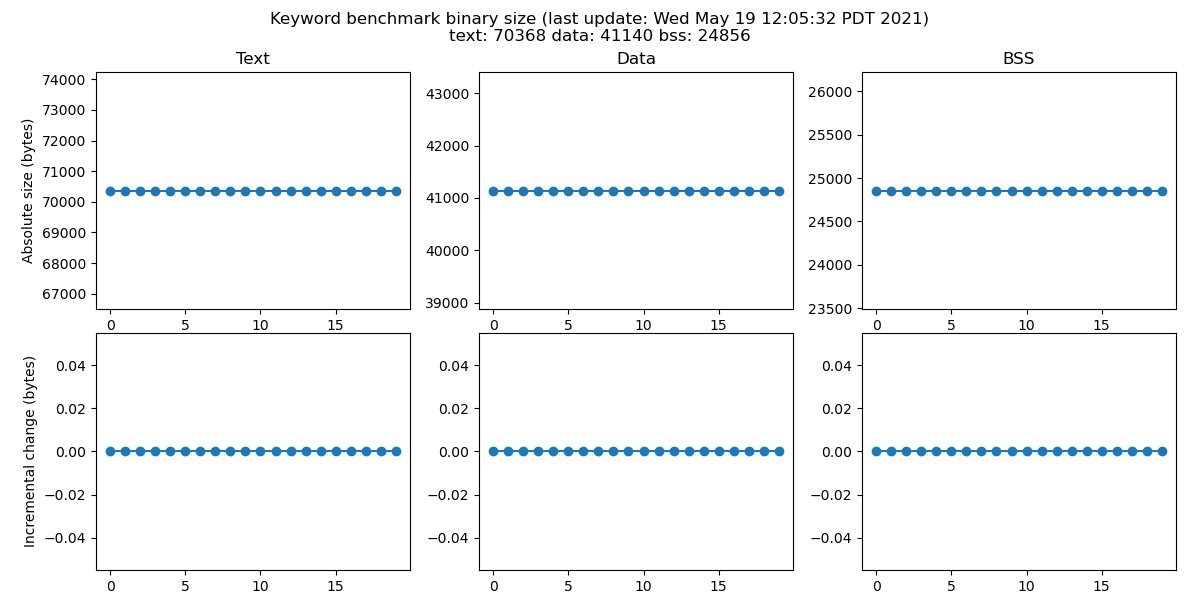 Keyword benchmark binary size (last update: Wed May 19 12:05:32 PDT 2021)
text: 70368 data: 41140 bss: 24856
Text
Data
BSS
Absolute size (bytes)
74000
73000
72000
71000
70000
69000
68000
67000
0 5 10 15
43000
42000
41000
40000
39000
0 5 10 15
26000
25500
25000
24500
24000
23500
0 5 10 15
Incremental change (bytes)
0.04
0.02
0.00
−0.02
−0.04
0 5 10 15
0.04
0.02
0.00
−0.02
−0.04
0 5 10 15
0.04
0.02
0.00
−0.02
−0.04
0 5 10 15